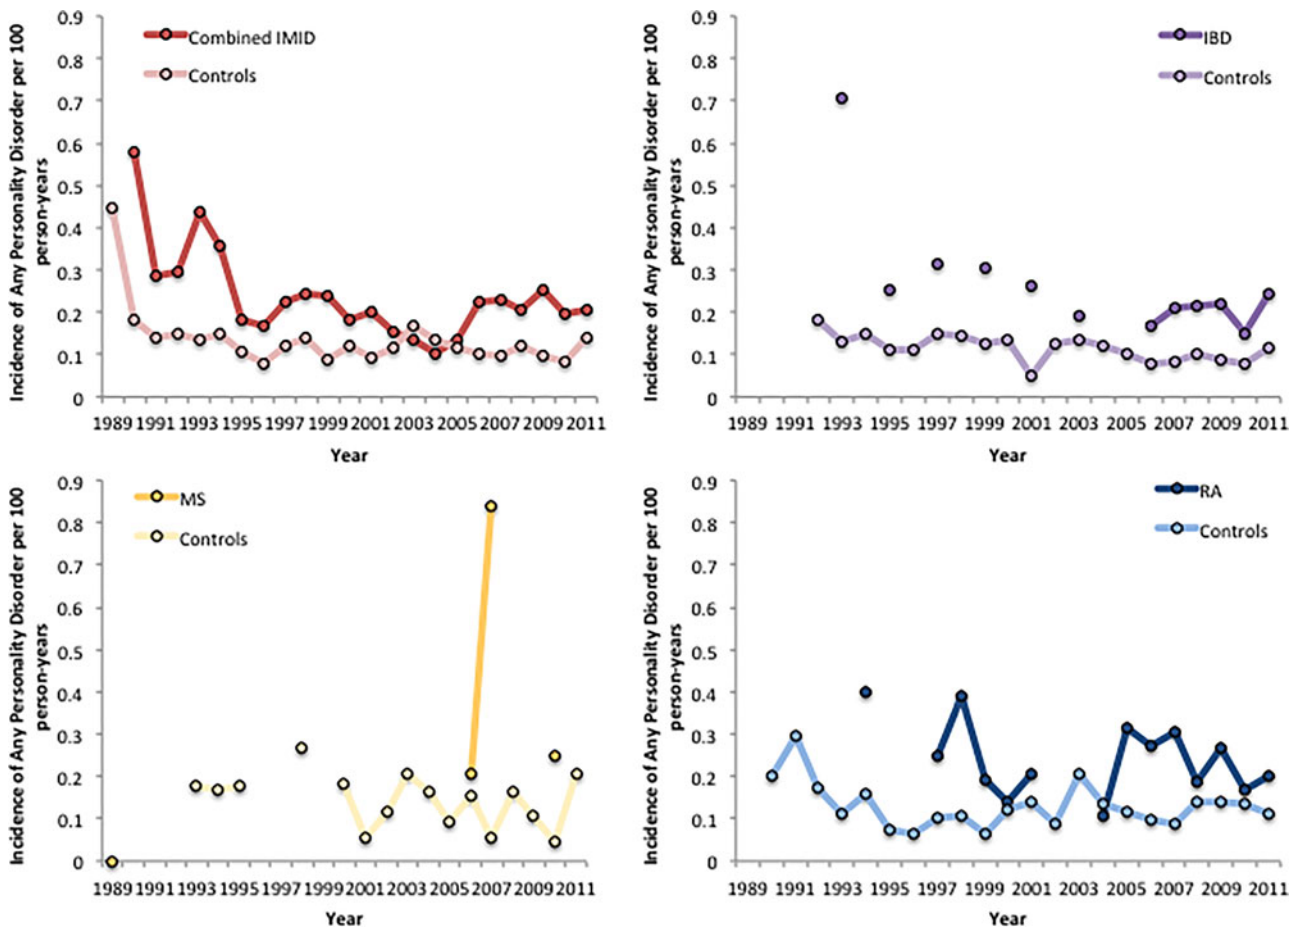 Incidence of Any Personality Disorder per 100
person-years
0.9
0.8
0.7
0.6
0.5
0.4
0.3
0.2
0.1
0
Combined IMID
Controls
1989 1991 1993 1995 1997 1999 2001 2003 2005 2007 2009 2011
Year
Incidence of Any Personality Disorder per 100
person-years
0.9
0.8
0.7
0.6
0.5
0.4
0.3
0.2
0.1
0
IBD
Controls
1989 1991 1993 1995 1997 1999 2001 2003 2005 2007 2009 2011
Year
Incidence of Any Personality Disorder per 100
person-years
0.9
0.8
0.7
0.6
0.5
0.4
0.3
0.2
0.1
0
MS
Controls
1989 1991 1993 1995 1997 1999 2001 2003 2005 2007 2009 2011
Year
Incidence of Any Personality Disorder per 100
person-years
0.9
0.8
0.7
0.6
0.5
0.4
0.3
0.2
0.1
0
RA
Controls
1989 1991 1993 1995 1997 1999 2001 2003 2005 2007 2009 2011
Year